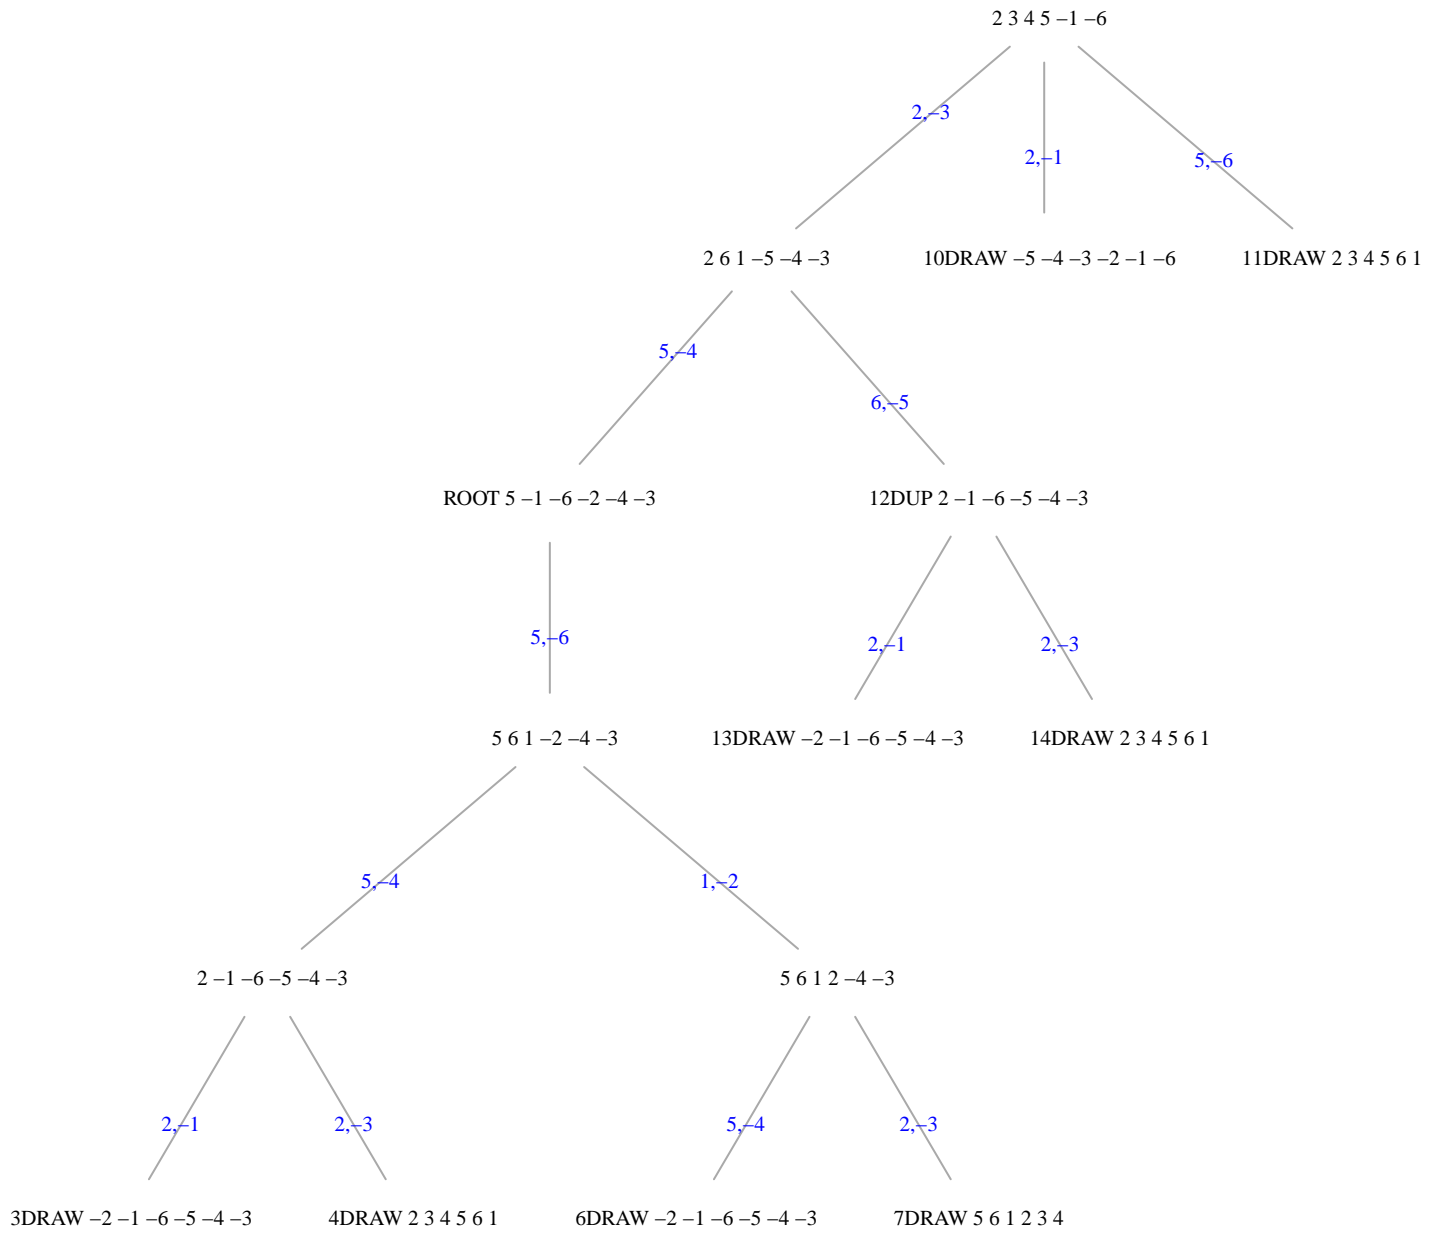 2 3 4 5 –1 –6
2,–3
2,–1
5,–6
2 6 1 –5 –4 –3
10DRAW –5 –4 –3 –2 –1 –6
11DRAW 2 3 4 5 6 1
5,–4
6,–5
ROOT 5 –1 –6 –2 –4 –3
12DUP 2 –1 –6 –5 –4 –3
5,–6
2,–1
2,–3
5 6 1 –2 –4 –3
13DRAW –2 –1 –6 –5 –4 –3
14DRAW 2 3 4 5 6 1
5,–4
1,–2
2 –1 –6 –5 –4 –3
5 6 1 2 –4 –3
2,–1
2,–3
5,–4
2,–3
3DRAW –2 –1 –6 –5 –4 –3
4DRAW 2 3 4 5 6 1
6DRAW –2 –1 –6 –5 –4 –3
7DRAW 5 6 1 2 3 4